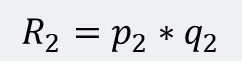 R₂ = p₂ * q₂